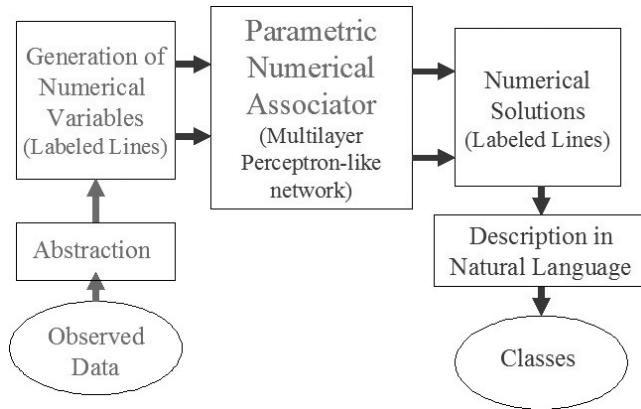 Generation of
Numerical
Variables
(Labeled Lines)
Parametric
Numerical
Associator
(Multilayer
Perceptron-like
network)
Numerical
Solutions
(Labeled Lines)
Abstraction
Description in
Natural Language
Observed
Data
Classes